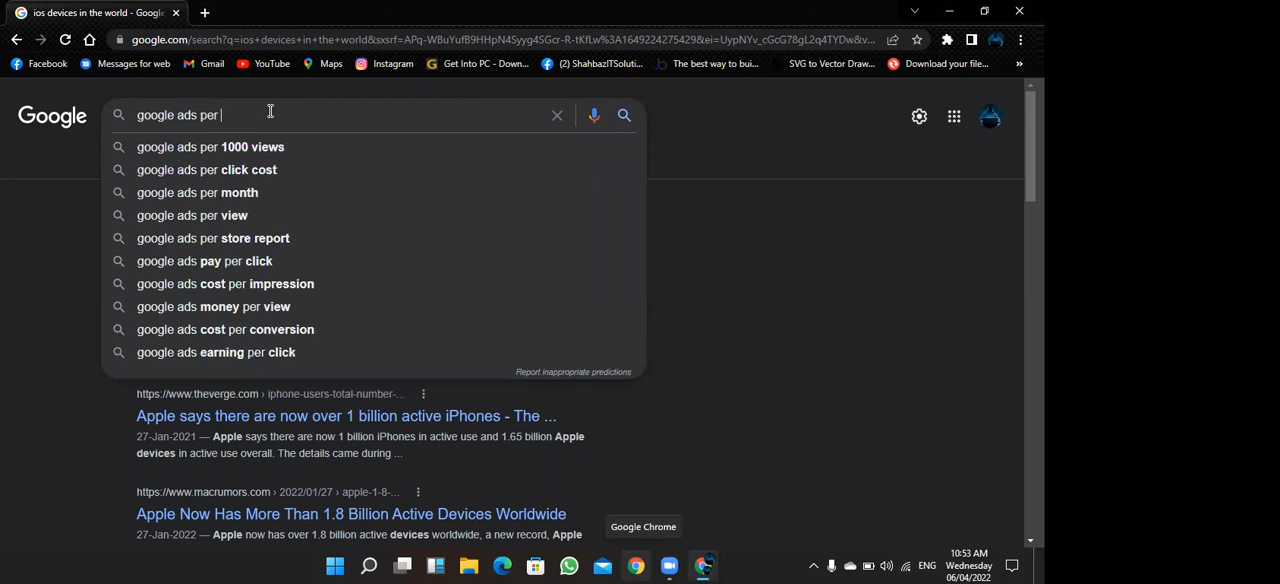 ios devices in the world - Google
google.com/search?q=ios+devices+in+the+world&sxsrf=APq-WBuYufB9HHpN4Syyg4SGcr-R-tKfLw%3A1649224275429&ei=UypNYv_cGcG78gL2q4TYDw&v...
Facebook Messages for web Gmail YouTube Maps Instagram Get Into PC - Down... (2) ShahbazITSoluti... The best way to bui... SVG to Vector Draw... Download your file... »
Google
google ads per
google ads per 1000 views
google ads per click cost
google ads per month
google ads per view
google ads per store report
google ads pay per click
google ads cost per impression
google ads money per view
google ads cost per conversion
google ads earning per click
Report inappropriate predictions
https://www.theverge.com › iphone-users-total-number-...
Apple says there are now over 1 billion active iPhones - The ...
27-Jan-2021 — Apple says there are now 1 billion iPhones in active use and 1.65 billion Apple
devices in active use overall. The details came during ...
https://www.macrumors.com › 2022/01/27 › apple-1-8-...
Apple Now Has More Than 1.8 Billion Active Devices Worldwide
27-Jan-2022 — Apple now has over 1.8 billion active devices worldwide, a new record, Apple
Google Chrome
ENG
10:53 AM
Wednesday
06/04/2022